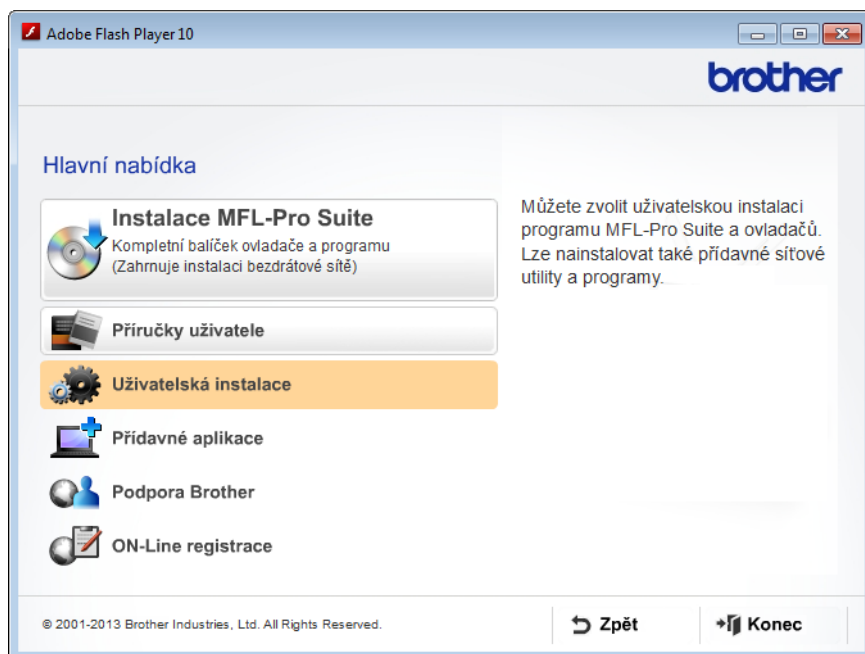 Adobe Flash Player 10
brother
Hlavní nabídka
Instalace MFL-Pro Suite
Kompletní balíček ovladače a programu
(Zahrnuje instalaci bezdrátové sítě)
Příručky uživatele
Uživatelská instalace
Přídavné aplikace
Podpora Brother
ON-Line registrace
Můžete zvolit uživatelskou instalaci
programu MFL-Pro Suite a ovladačů.
Lze nainstalovat také přídavné síťové
utility a programy.
© 2001-2013 Brother Industries, Ltd. All Rights Reserved.
Zpět
Konec